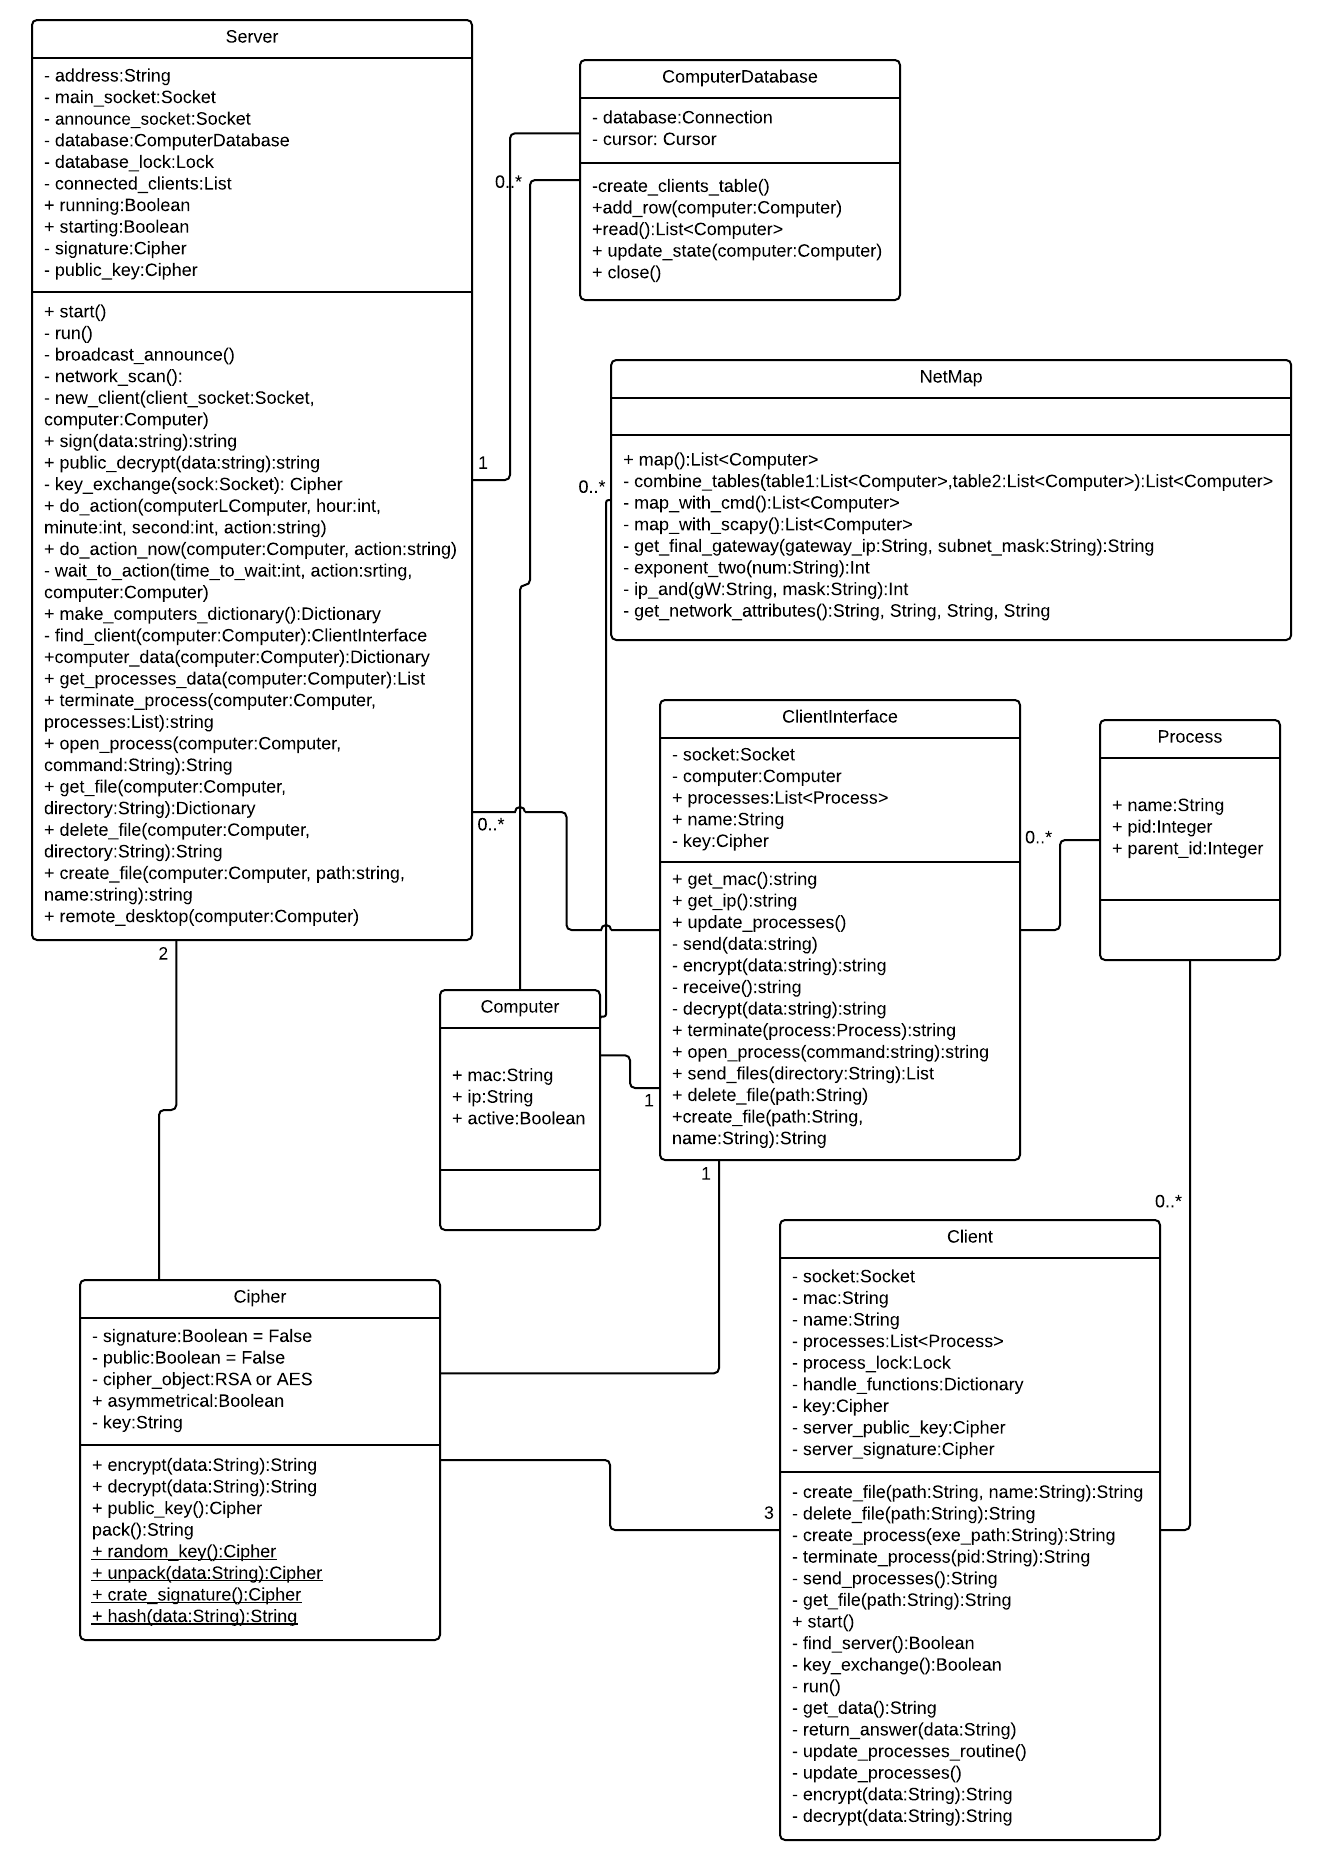 Server
- address:String
- main_socket:Socket
- announce_socket:Socket
- database:ComputerDatabase
- database_lock:Lock
- connected_clients:List
+ running:Boolean
+ starting:Boolean
- signature:Cipher
- public_key:Cipher
+ start()
- run()
- broadcast_announce()
- network_scan():
- new_client(client_socket:Socket,
computer:Computer)
+ sign(data:string):string
+ public_decrypt(data:string):string
- key_exchange(sock:Socket): Cipher
+ do_action(computerLComputer, hour:int,
minute:int, second:int, action:string)
+ do_action_now(computer:Computer, action:string)
- wait_to_action(time_to_wait:int, action:srting,
computer:Computer)
+ make_computers_dictionary():Dictionary
- find_client(computer:Computer):ClientInterface
+computer_data(computer:Computer):Dictionary
+ get_processes_data(computer:Computer):List
+ terminate_process(computer:Computer,
processes:List):string
+ open_process(computer:Computer,
command:String):String
+ get_file(computer:Computer,
directory:String):Dictionary
+ delete_file(computer:Computer,
directory:String):String
+ create_file(computer:Computer, path:string,
name:string):string
+ remote_desktop(computer:Computer)
ComputerDatabase
- database:Connection
- cursor: Cursor
-create_clients_table()
+add_row(computer:Computer)
+read():List<Computer>
+ update_state(computer:Computer)
+ close()
0..*
1
NetMap
+ map():List<Computer>
- combine_tables(table1:List<Computer>,table2:List<Computer>):List<Computer>
- map_with_cmd():List<Computer>
- map_with_scapy():List<Computer>
- get_final_gateway(gateway_ip:String, subnet_mask:String):String
- exponent_two(num:String):Int
- ip_and(gW:String, mask:String):Int
- get_network_attributes():String, String, String, String
0..*
ClientInterface
- socket:Socket
- computer:Computer
+ processes:List<Process>
+ name:String
- key:Cipher
+ get_mac():string
+ get_ip():string
+ update_processes()
- send(data:string)
- encrypt(data:string):string
- receive():string
- decrypt(data:string):string
+ terminate(process:Process):string
+ open_process(command:string):string
+ send_files(directory:String):List
+ delete_file(path:String)
+create_file(path:String,
name:String):String
Process
+ name:String
+ pid:Integer
+ parent_id:Integer
0..*
0..*
2
Computer
+ mac:String
+ ip:String
+ active:Boolean
1
1
0..*
Cipher
- signature:Boolean = False
- public:Boolean = False
- cipher_object:RSA or AES
+ asymmetrical:Boolean
- key:String
+ encrypt(data:String):String
+ decrypt(data:String):String
+ public_key():Cipher
pack():String
+ random_key():Cipher
+ unpack(data:String):Cipher
+ crate_signature():Cipher
+ hash(data:String):String
3
Client
- socket:Socket
- mac:String
- name:String
- processes:List<Process>
- process_lock:Lock
- handle_functions:Dictionary
- key:Cipher
- server_public_key:Cipher
- server_signature:Cipher
- create_file(path:String, name:String):String
- delete_file(path:String):String
- create_process(exe_path:String):String
- terminate_process(pid:String):String
- send_processes():String
- get_file(path:String):String
+ start()
- find_server():Boolean
- key_exchange():Boolean
- run()
- get_data():String
- return_answer(data:String)
- update_processes_routine()
- update_processes()
- encrypt(data:String):String
- decrypt(data:String):String